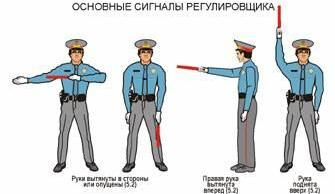 ОСНОВНЫЕ СИГНАЛЫ РЕГУЛИРОВЩИКА
Руки вытянуты в стороны
или опущены (5.2)
Правая рука
вытянута
вперед (5.2)
Рука
поднята
вверх (5.2)